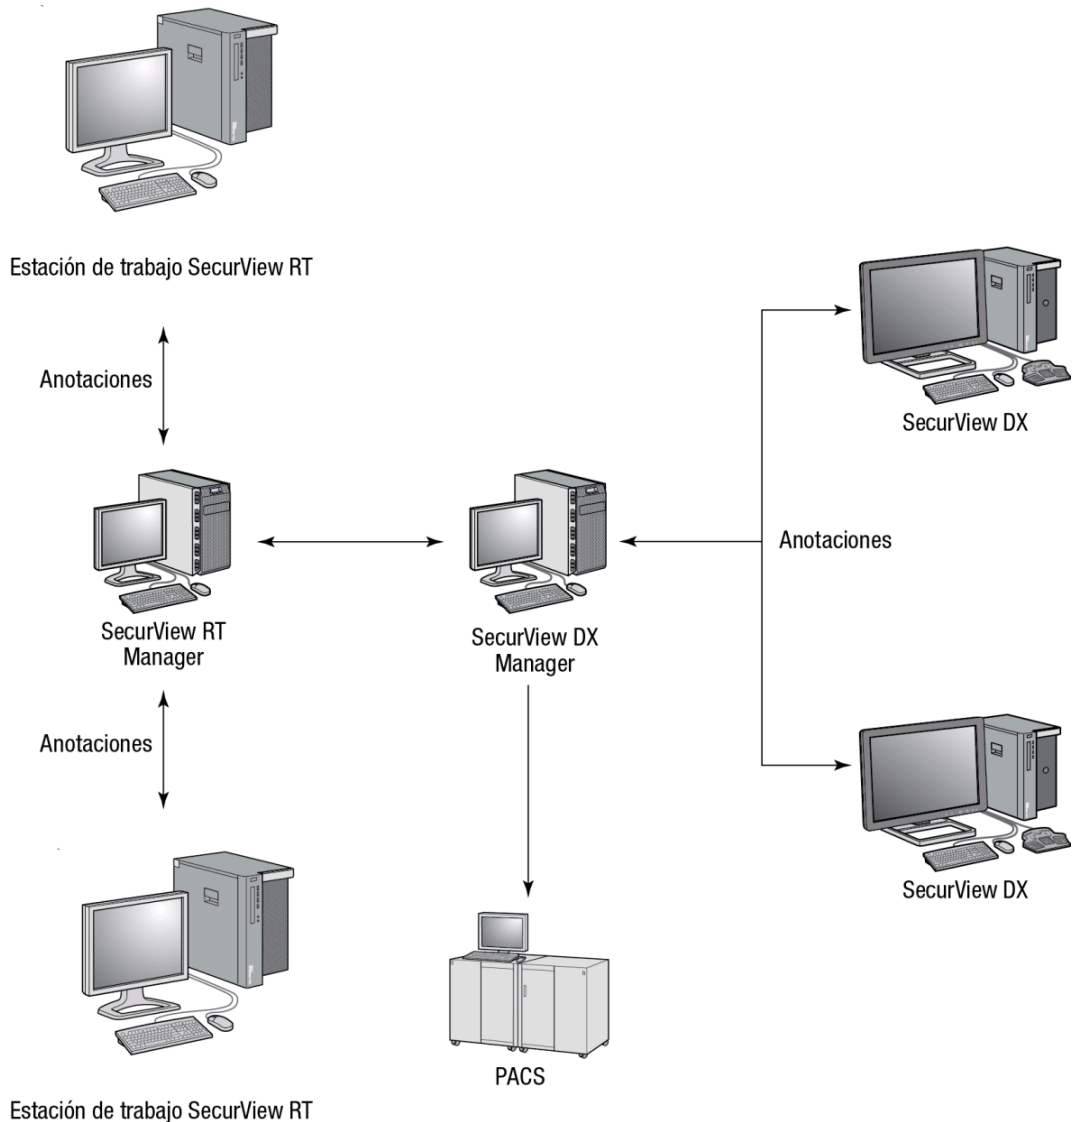 Estación de trabajo SecurView RT
Anotaciones
SecurView DX
Anotaciones
SecurView RT
Manager
SecurView DX
Manager
Anotaciones
SecurView DX
PACS
Estación de trabajo SecurView RT